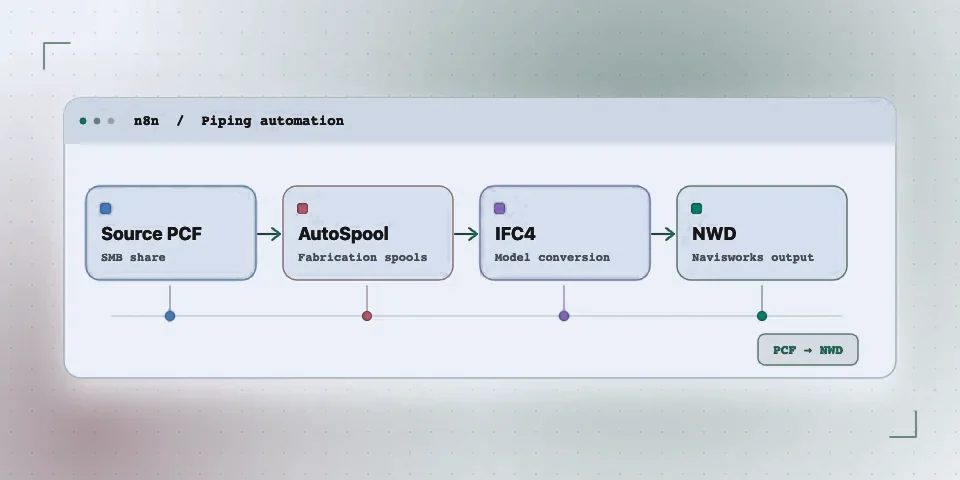 n8n / Piping automation
Source PCF
SMB share
AutoSpool
Fabrication spools
IFC4
Model conversion
NWD
Navisworks output
PCF → NWD